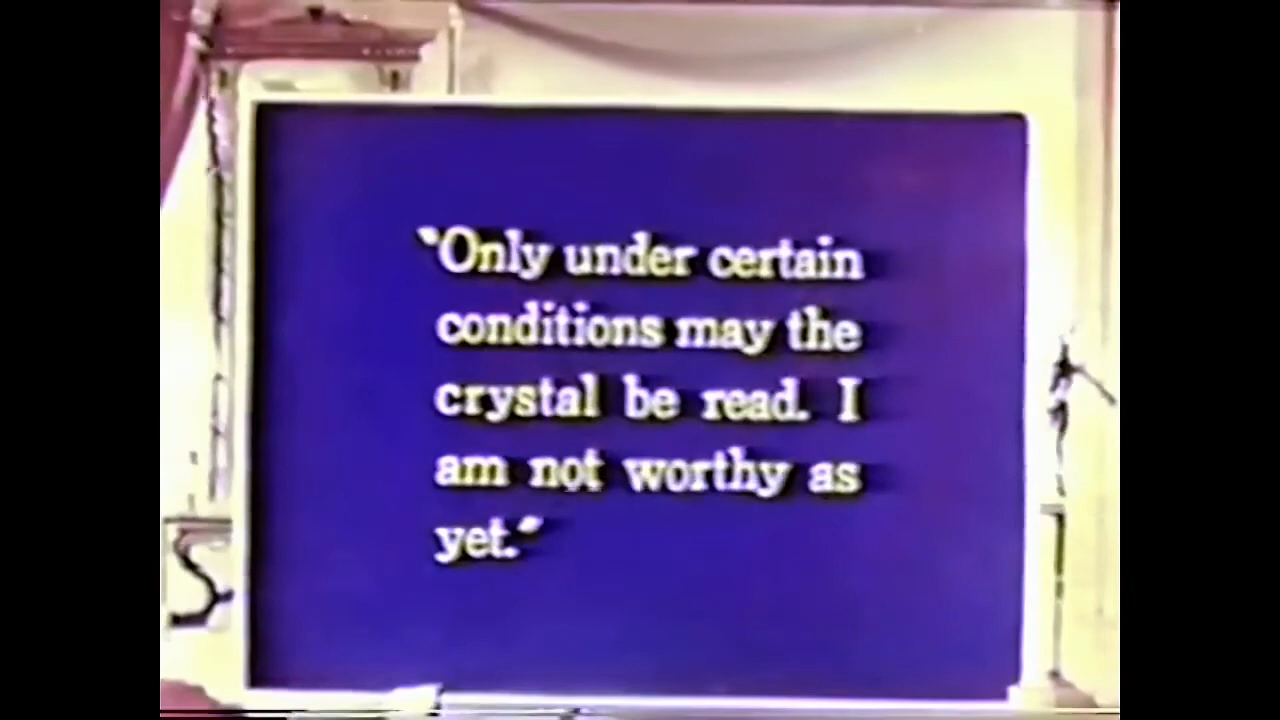 "Only under certain
conditions may the
crystal be read. I
am not worthy as
yet."